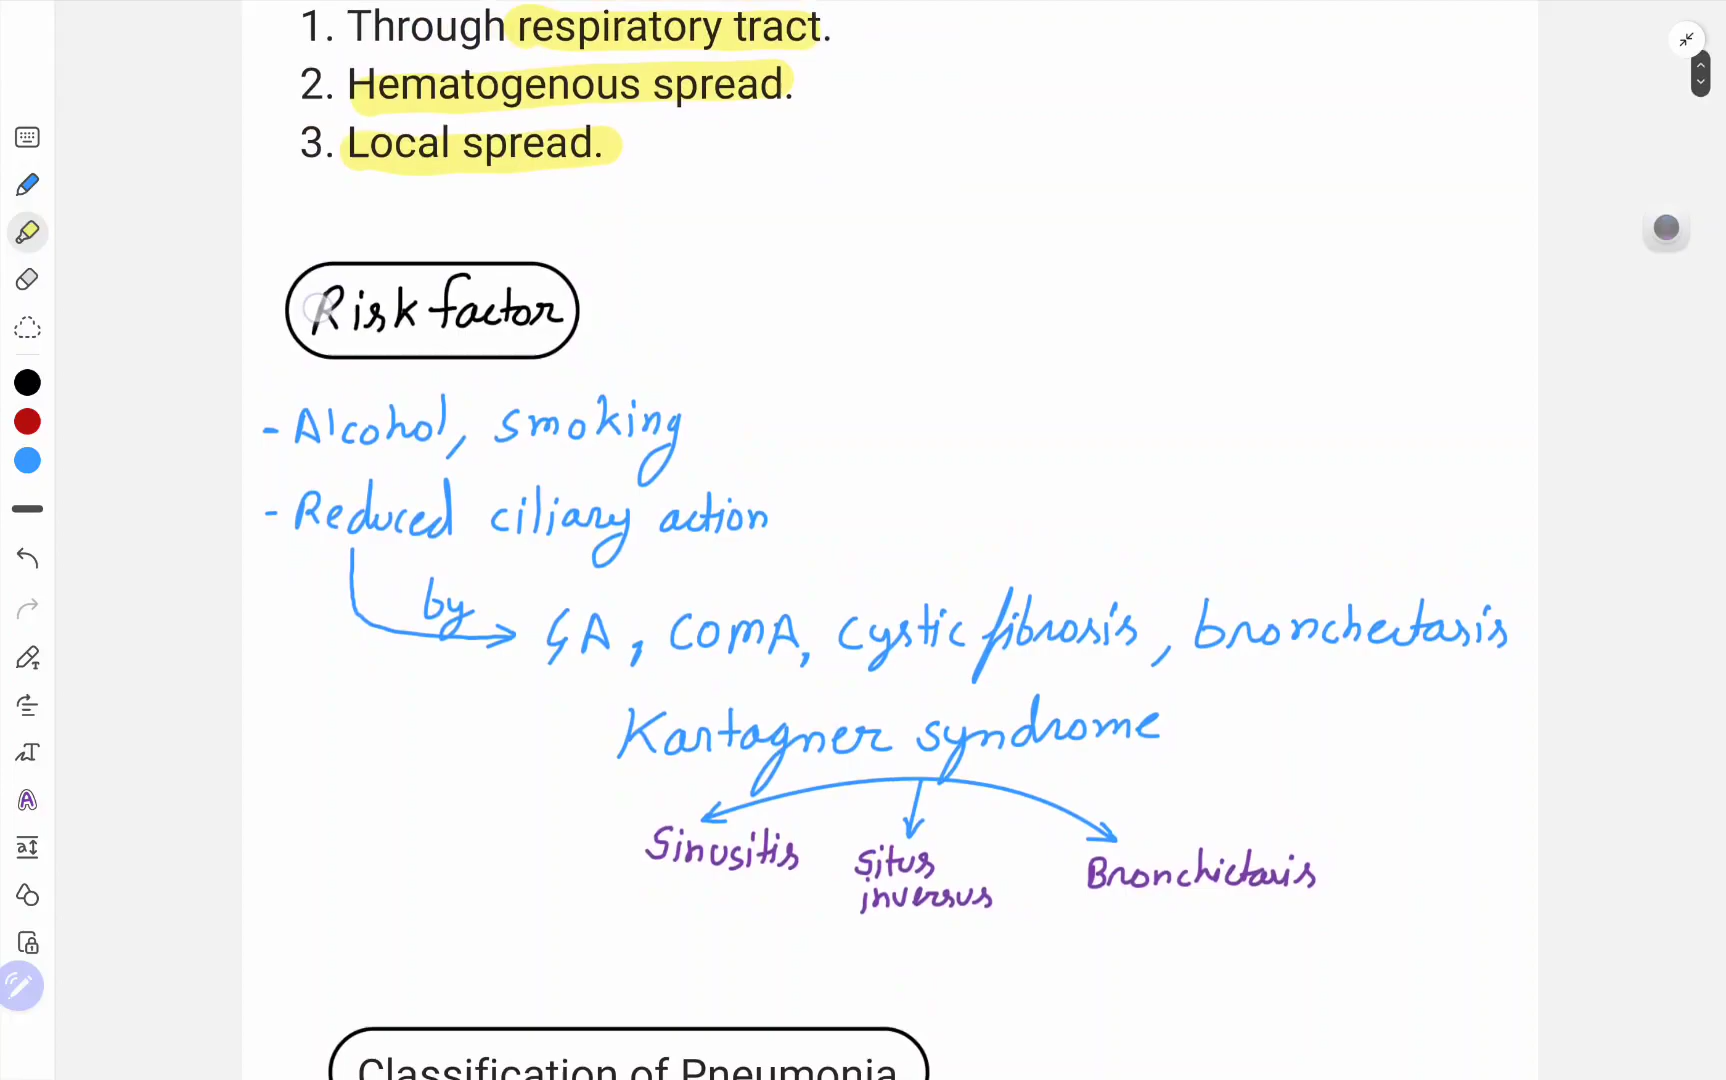 1. Through respiratory tract.
2. Hematogenous spread.
3. Local spread.
Risk factor
- Alcohol, smoking
- Reduced ciliary action
by GA, COMA, Cystic fibrosis, bronchectasis
Kartagner syndrome
Sinusitis Situs Bronchictasis
inversus
Classification of Pneumonia